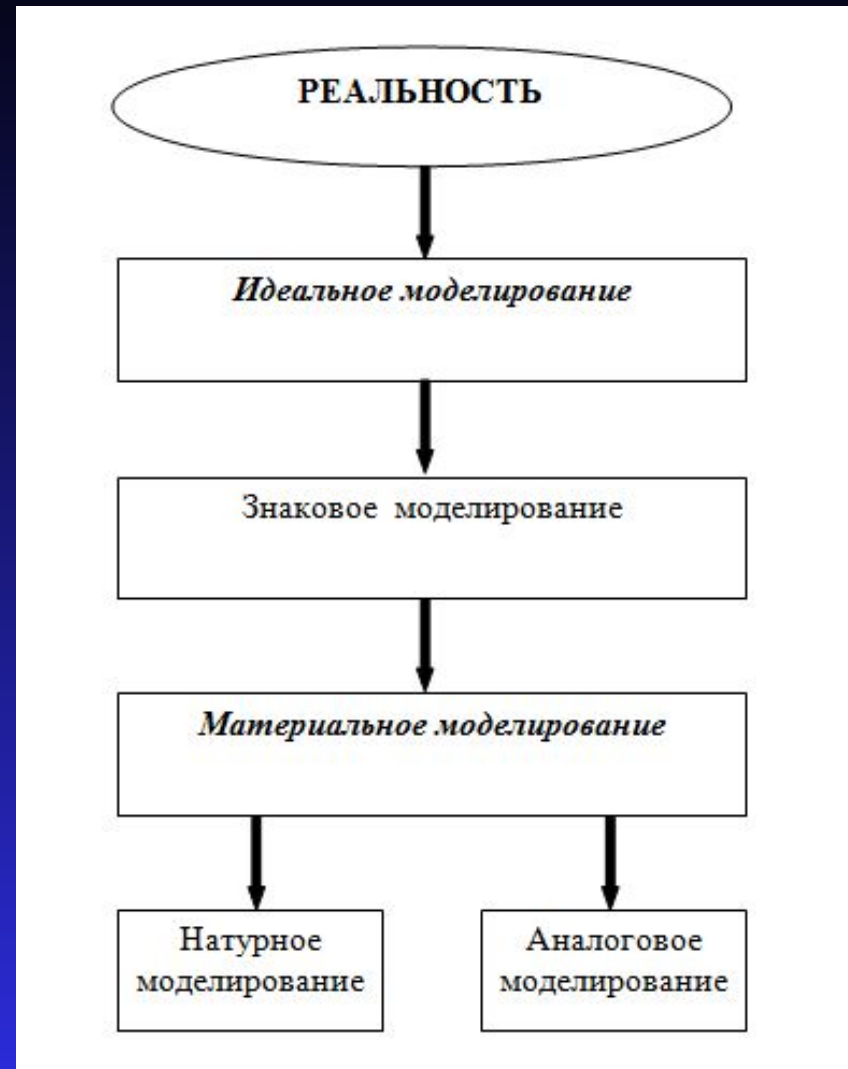 РЕАЛЬНОСТЬ
Идеальное моделирование
Знаковое моделирование
Материальное моделирование
Натурное
моделирование
Аналоговое
моделирование